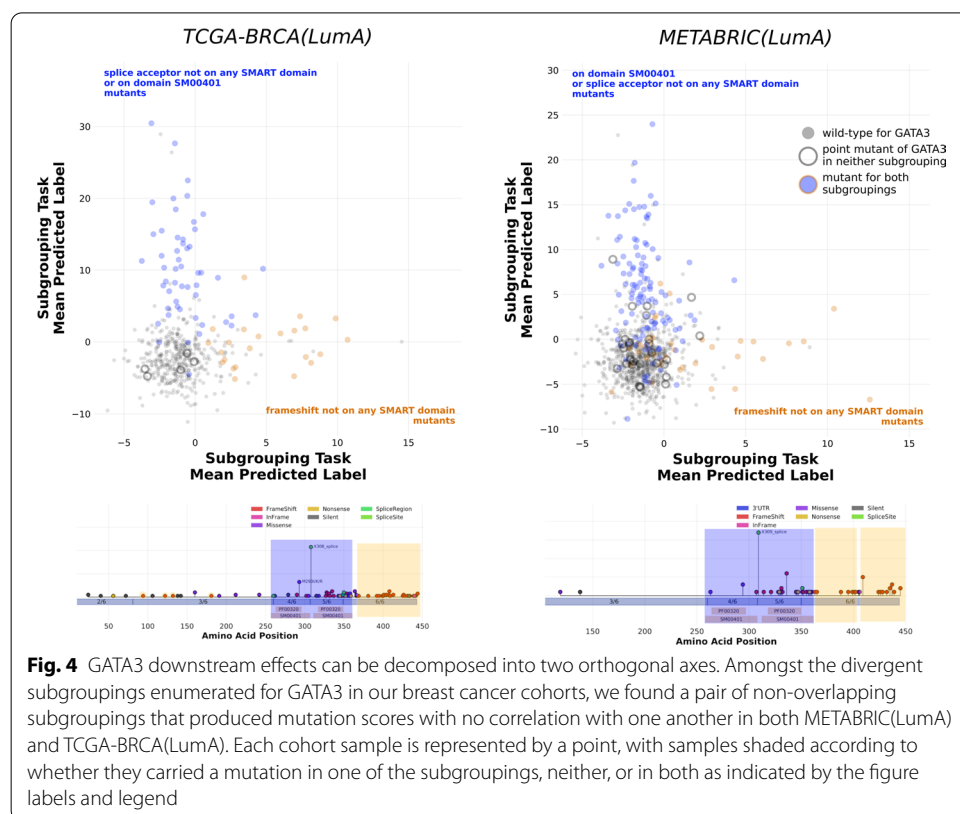 TCGA-BRCA(LumA)
METABRIC(LumA)
splice acceptor not on any SMART domain
or on domain SM00401
mutants
30
20
10
0
−10
Subgrouping Task
Mean Predicted Label
frameshift not on any SMART domain
mutants
−5
0
5
10
15
Subgrouping Task
Mean Predicted Label
on domain SM00401
or splice acceptor not on any SMART domain
mutants
30
25
20
15
10
5
0
−5
−10
Subgrouping Task
Mean Predicted Label
wild-type for GATA3
point mutant of GATA3
in neither subgrouping
mutant for both
subgroupings
frameshift not on any SMART domain
mutants
−5
0
5
10
15
Subgrouping Task
Mean Predicted Label
FrameShift Nonsense SpliceRegion
InFrame Silent SpliceSite
Missense
X308_splice
2/6 3/6 4/6 5/6 6/6
PF00320 PF00320
SM00401 SM00401
50 100 150 200 250 300 350 400 450
Amino Acid Position
3'UTR Missense Silent
FrameShift Nonsense SpliceSite
InFrame
X308_splice
3/6 4/6 5/6 6/6
PF00320 PF00320
SM00401 SM00401
150 200 250 300 350 400 450
Amino Acid Position
Fig. 4 GATA3 downstream effects can be decomposed into two orthogonal axes. Amongst the divergent
subgroupings enumerated for GATA3 in our breast cancer cohorts, we found a pair of non-overlapping
subgroupings that produced mutation scores with no correlation with one another in both METABRIC(LumA)
and TCGA-BRCA(LumA). Each cohort sample is represented by a point, with samples shaded according to
whether they carried a mutation in one of the subgroupings, neither, or in both as indicated by the figure
labels and legend